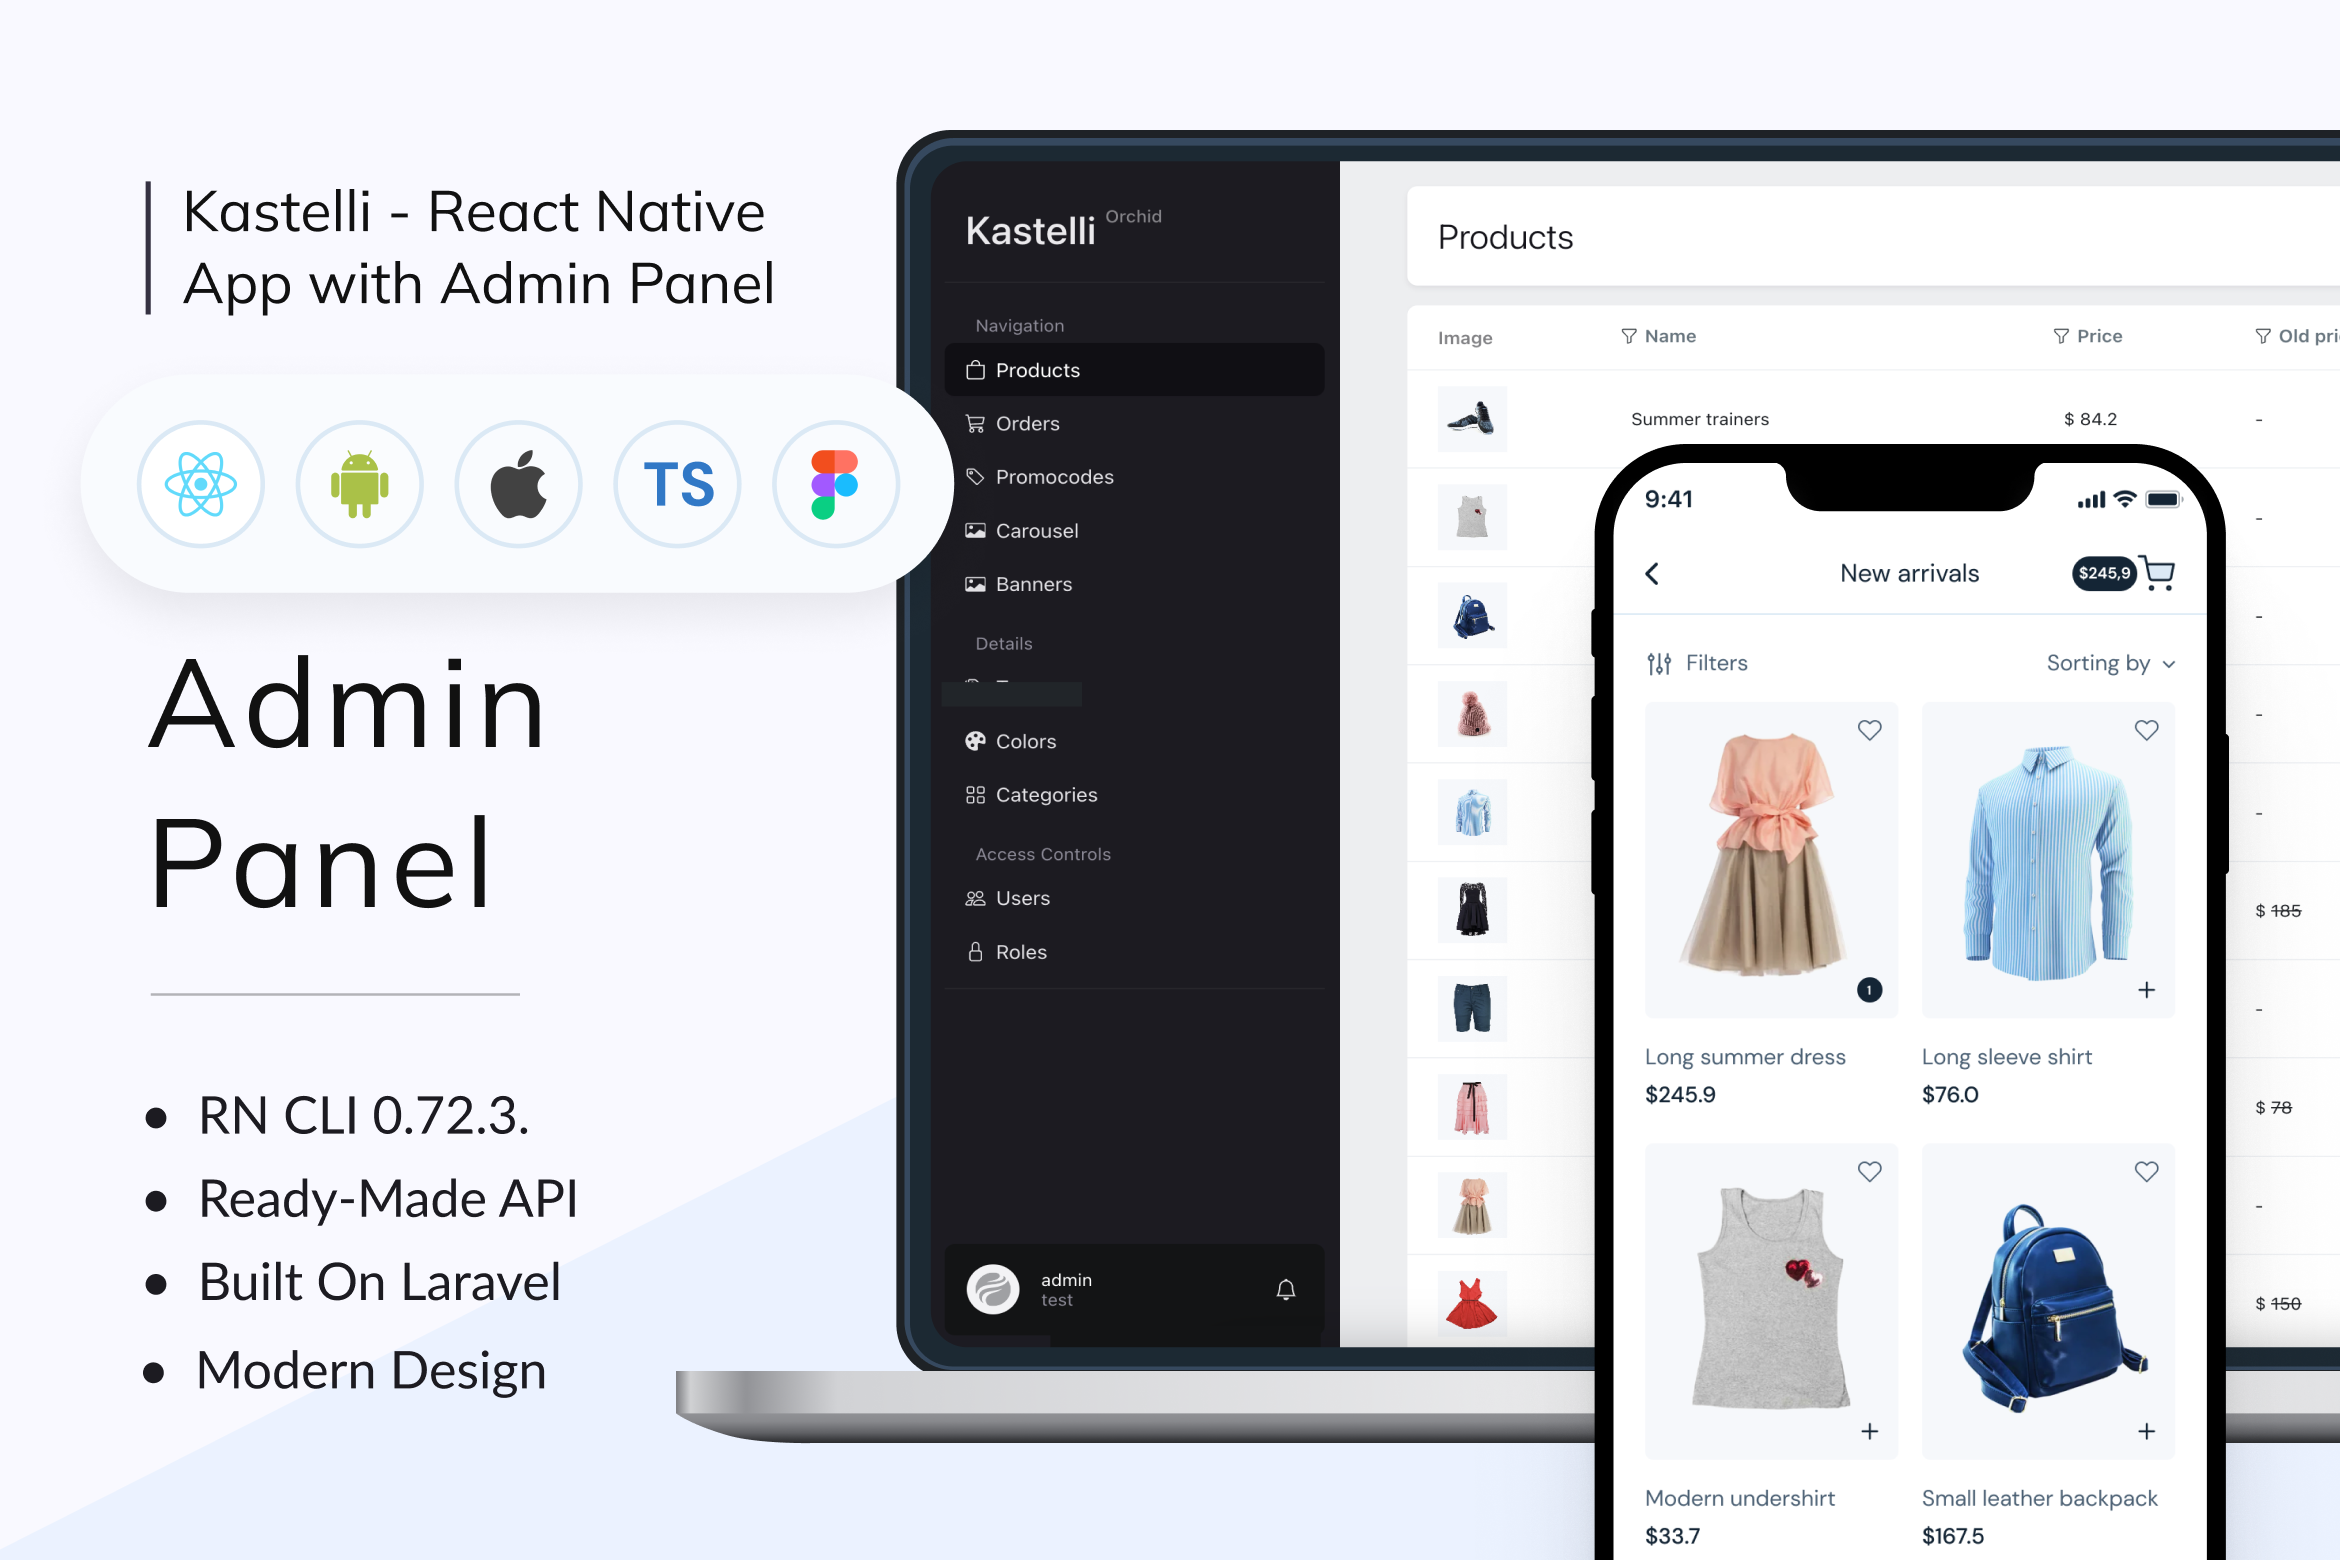 Kastelli - React Native
App with Admin Panel
TS
Admin
Panel
RN CLI 0.72.3.
Ready-Made API
Built On Laravel
Modern Design
Kastelli Orchid
Navigation
Products
Orders
Promocodes
Carousel
Banners
Details
Colors
Categories
Access Controls
Users
Roles
admin
test
Products
Image Name Price Old pri
Summer trainers $ 84.2 -
-
-
-
-
$ 185
-
$ 78
-
$ 150
9:41
New arrivals $245,9
Filters Sorting by
1
+
Long summer dress Long sleeve shirt
$245.9 $76.0
+ +
Modern undershirt Small leather backpack
$33.7 $167.5